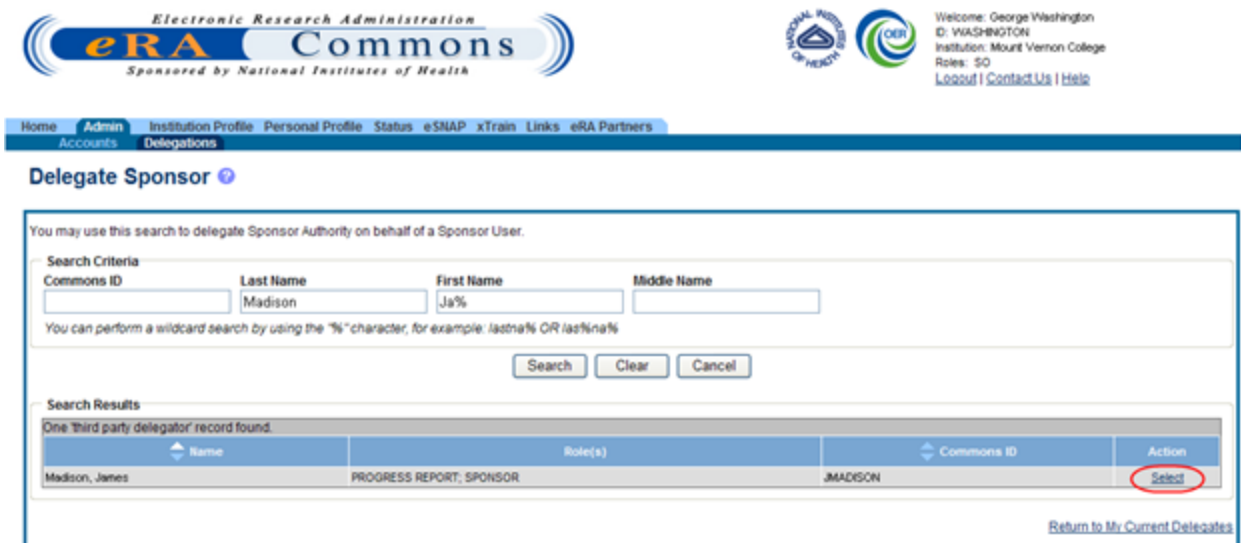 Electronic Research Administration
eRA Commons
Sponsored by National Institutes of Health
NATIONAL INSTITUTES OF HEALTH
OER
Welcome: George Washington
ID: WASHINGTON
Institution: Mount Vernon College
Roles: SO
Logout | Contact Us | Help
Home Admin Institution Profile Personal Profile Status eSNAP xTrain Links eRA Partners
Accounts Delegations
Delegate Sponsor ?
You may use this search to delegate Sponsor Authority on behalf of a Sponsor User.
Search Criteria
Commons ID Last Name First Name Middle Name
Madison Ja%
You can perform a wildcard search by using the "%" character, for example: lastna% OR las%na%
Search Clear Cancel
Search Results
One 'third party delegator' record found.
Name Role(s) Commons ID Action
Madison, James PROGRESS REPORT; SPONSOR JMADISON Select
Return to My Current Delegates